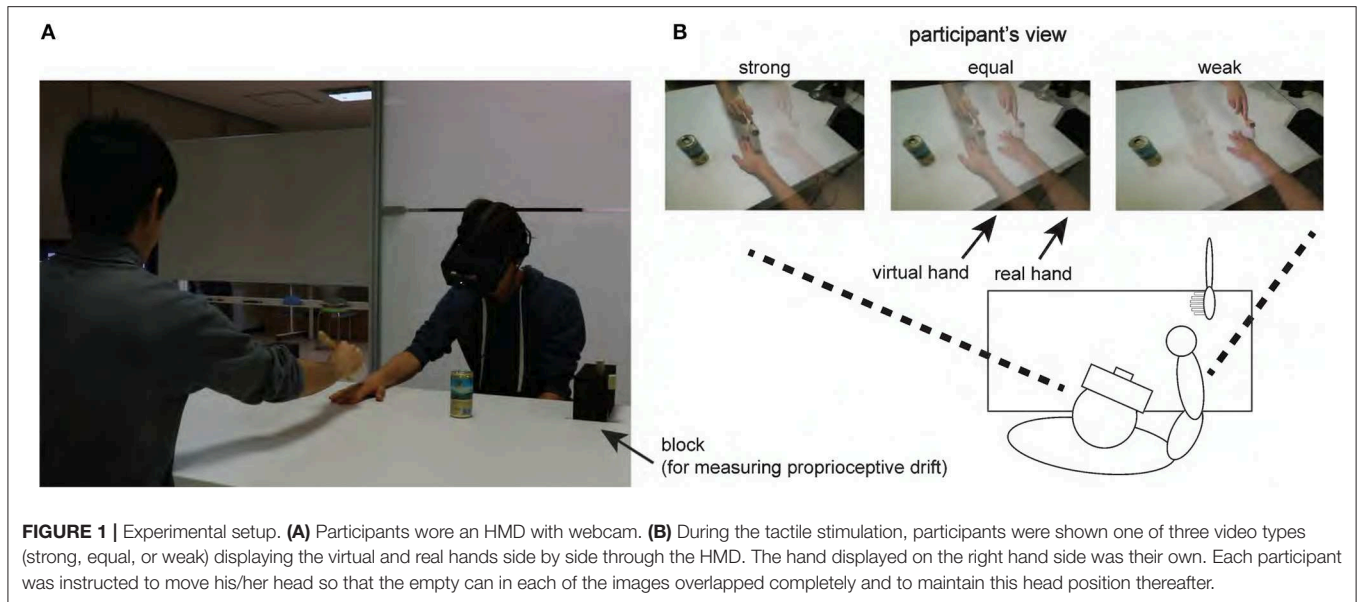 A
B
participant's view
strong
equal
weak
virtual hand
real hand
block
(for measuring proprioceptive drift)
FIGURE 1 | Experimental setup. (A) Participants wore an HMD with webcam. (B) During the tactile stimulation, participants were shown one of three video types
(strong, equal, or weak) displaying the virtual and real hands side by side through the HMD. The hand displayed on the right hand side was their own. Each participant
was instructed to move his/her head so that the empty can in each of the images overlapped completely and to maintain this head position thereafter.